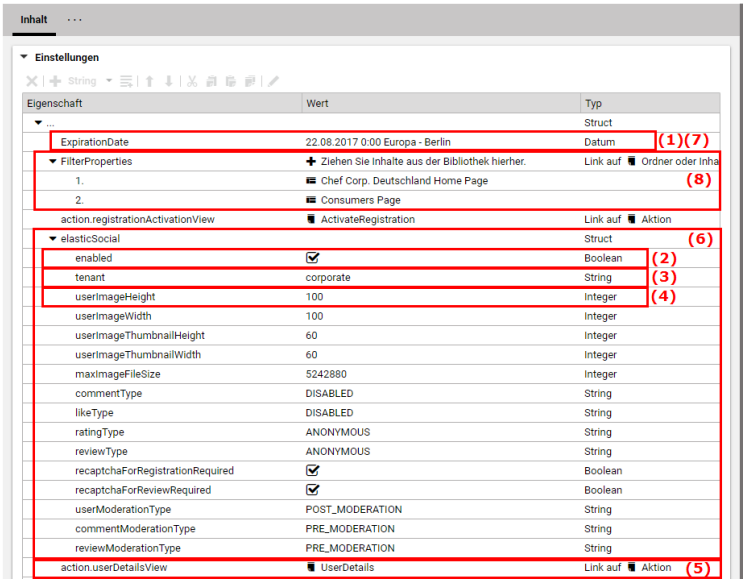 Inhalt ...
Einstellungen
String
Eigenschaft Wert Typ
... Struct
ExpirationDate 22.08.2017 0:00 Europa - Berlin Datum (1)(7)
FilterProperties Ziehen Sie Inhalte aus der Bibliothek hierher. Link auf Ordner oder Inha
1. Chef Corp. Deutschland Home Page (8)
2. Consumers Page
action.registrationActivationView ActivateRegistration Link auf Aktion
elasticSocial Struct (6)
enabled Boolean (2)
tenant corporate String (3)
userImageHeight 100 Integer (4)
userImageWidth 100 Integer
userImageThumbnailHeight 60 Integer
userImageThumbnailWidth 60 Integer
maxImageFileSize 5242880 Integer
commentType DISABLED String
likeType DISABLED String
ratingType ANONYMOUS String
reviewType ANONYMOUS String
recaptchaForRegistrationRequired Boolean
recaptchaForReviewRequired Boolean
userModerationType POST_MODERATION String
commentModerationType PRE_MODERATION String
reviewModerationType PRE_MODERATION String
action.userDetailsView UserDetails Link auf Aktion (5)